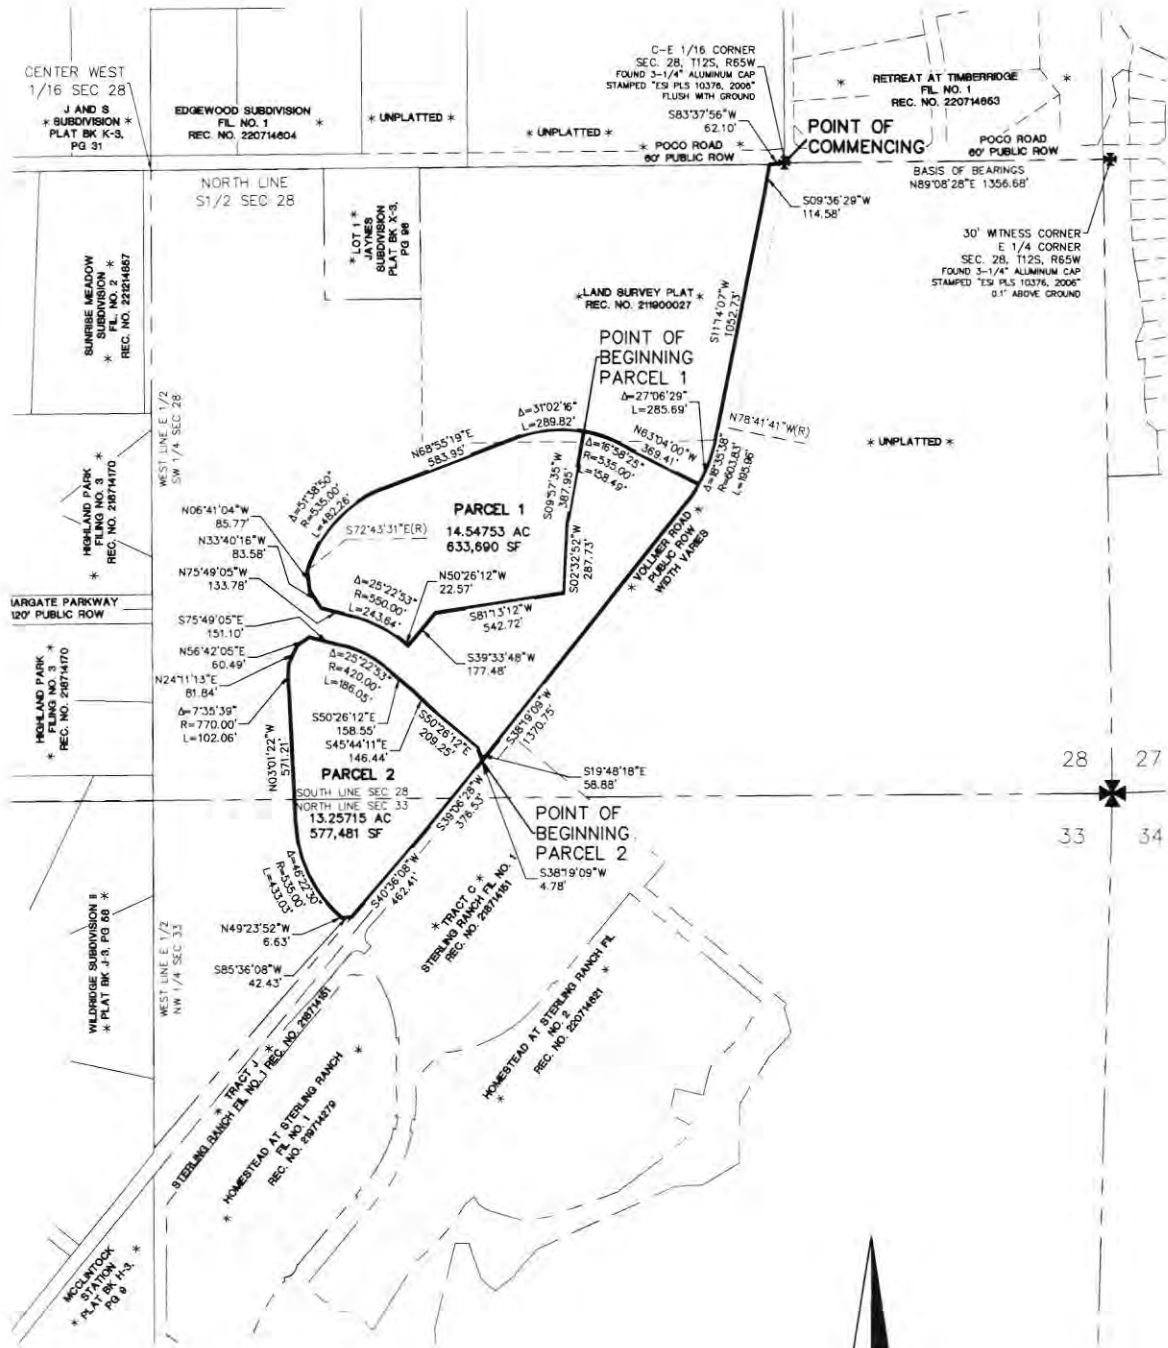 C-E 1/16 CORNER
SEC. 28, T12S, R65W
FOUND 3-1/4" ALUMINUM CAP
STAMPED "ESI PLS 10376, 2006"
FLUSH WITH GROUND
CENTER WEST
1/16 SEC 28
J AND S
* SUBDIVISION *
PLAT BK K-3,
PG 31
EDGEWOOD SUBDIVISION
FIL. NO. 1 *
REC. NO. 220714604
* UNPLATTED *
* UNPLATTED *
S83°37'56"W
62.10'
* POCO ROAD *
60' PUBLIC ROW
* RETREAT AT TIMBERRIDGE *
FIL. NO. 1
REC. NO. 220714663
POINT OF
COMMENCING
POCO ROAD
60' PUBLIC ROW
BASIS OF BEARINGS
N89°08'28"E 1356.68'
NORTH LINE
S1/2 SEC 28
S09°36'29"W
114.58'
30' WITNESS CORNER
E 1/4 CORNER
SEC. 28, T12S, R65W
FOUND 3-1/4" ALUMINUM CAP
STAMPED "ESI PLS 10376, 2006"
0.1' ABOVE GROUND
* LOT 1 *
JAYNES
SUBDIVISION
PLAT BK X-3,
PG 96
SUNRISE MEADOW
SUBDIVISION
* FIL. NO. 2 *
REC. NO. 221214867
*LAND SURVEY PLAT *
REC. NO. 211900027
S11°14'07"W
1052.73'
POINT OF
BEGINNING
PARCEL 1
Δ=27°06'29"
L=285.69'
Δ=31°02'16"
L=289.82'
N78°41'41"W(R)
* UNPLATTED *
WEST LINE E 1/2
SW 1/4 SEC 28
N68°55'19"E
583.95'
N63°04'00"W
369.41'
Δ=16°58'25"
R=535.00'
L=158.49'
Δ=18°35'38"
R=603.83'
L=195.96'
Δ=51°38'50"
R=535.00'
L=482.26'
S09°57'35"W
387.95'
HIGHLAND PARK
FILING NO. 3
* REC. NO. 218714170 *
N06°41'04"W
85.77'
PARCEL 1
14.54753 AC
633,690 SF
S72°43'31"E(R)
N33°40'16"W
83.58'
N75°49'05"W
133.78'
* VOLLMER ROAD *
PUBLIC ROW
WIDTH VARIES
S02°32'52"W
287.73'
Δ=25°22'53"
R=550.00'
L=243.64'
N50°26'12"W
22.57'
S81°13'12"W
542.72'
ARGATE PARKWAY
120' PUBLIC ROW
S75°49'05"E
151.10'
S39°33'48"W
177.48'
N56°42'05"E
60.49'
Δ=25°22'53"
R=420.00'
L=186.05'
HIGHLAND PARK
FILING NO. 3
* REC. NO. 218714170 *
N24°11'13"E
81.84'
Δ=7°35'39"
R=770.00'
L=102.06'
S50°26'12"E
158.55'
S45°44'11"E
146.44'
S50°26'12"E
209.25'
S38°19'09"W
1370.75'
N03°01'22"W
571.21'
S19°48'18"E
58.88'
28
27
33
34
PARCEL 2
SOUTH LINE SEC 28
NORTH LINE SEC 33
13.25715 AC
577,481 SF
S39°06'28"W
378.53'
POINT OF
BEGINNING
PARCEL 2
S38°19'09"W
4.78'
Δ=46°22'30"
R=535.00'
L=433.03'
S40°36'08"W
462.41'
* TRACT C *
STERLING RANCH FIL. NO. 1
REC. NO. 218714151
N49°23'52"W
6.63'
S85°36'08"W
42.43'
WILDRIDGE SUBDIVISION II
* PLAT BK J-3, PG 58 *
WEST LINE E 1/2
NW 1/4 SEC 33
HOMESTEAD AT STERLING RANCH FIL.
* NO. 2 *
REC. NO. 220714621
* TRACT J *
STERLING RANCH FIL. NO. 1 REC. NO. 218714151
* HOMESTEAD AT STERLING RANCH *
FIL. NO. 1
REC. NO. 219714279
MCCLINTOCK
STATION
* PLAT BK H-3, *
PG 9